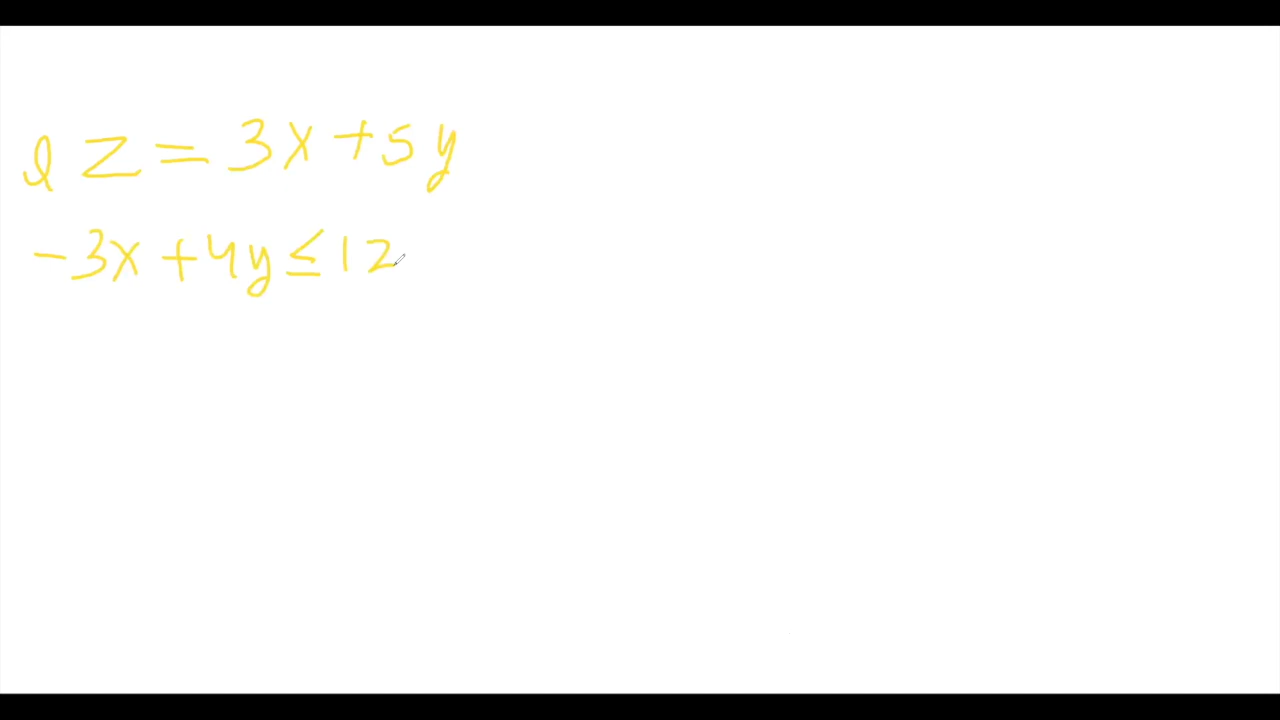 z = 3x + 5y
-3x + 4y ≤ 12